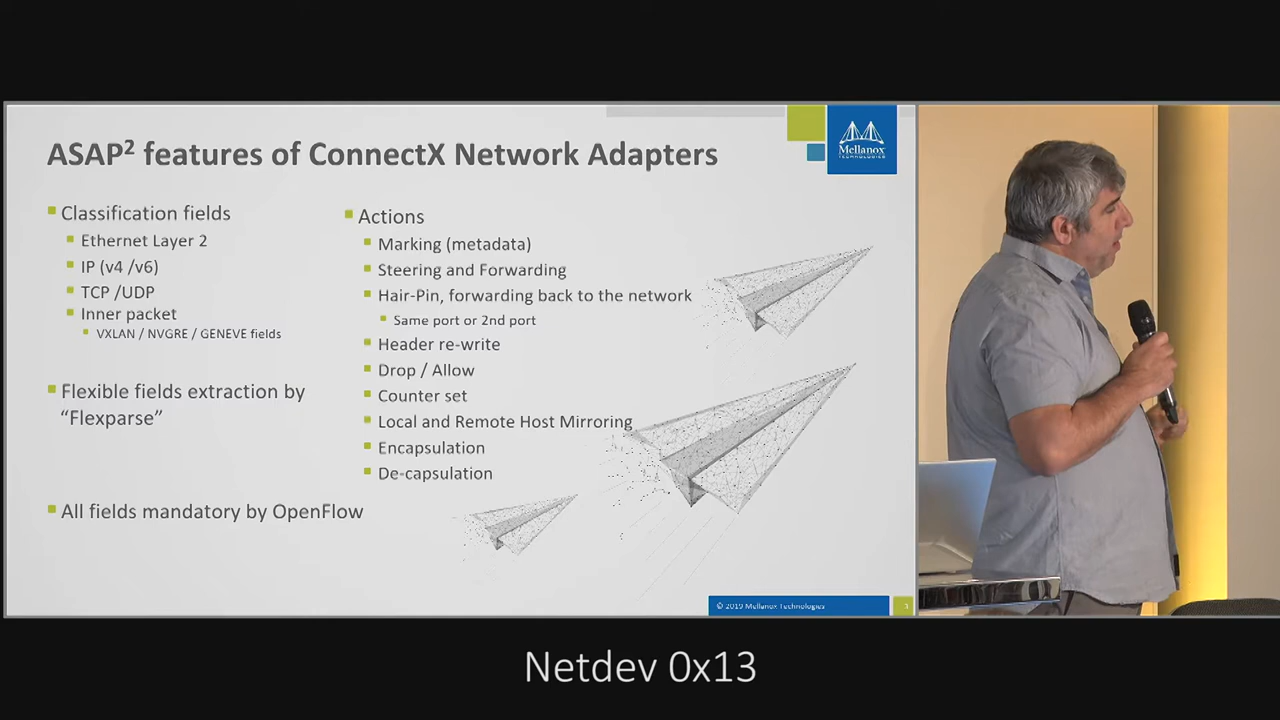 ASAP² features of ConnectX Network Adapters
Mellanox
TECHNOLOGIES
Classification fields
Ethernet Layer 2
IP (v4 /v6)
TCP /UDP
Inner packet
VXLAN / NVGRE / GENEVE fields
Flexible fields extraction by
“Flexparse”
All fields mandatory by OpenFlow
Actions
Marking (metadata)
Steering and Forwarding
Hair-Pin, forwarding back to the network
Same port or 2nd port
Header re-write
Drop / Allow
Counter set
Local and Remote Host Mirroring
Encapsulation
De-capsulation
© 2019 Mellanox Technologies
3
Netdev 0x13